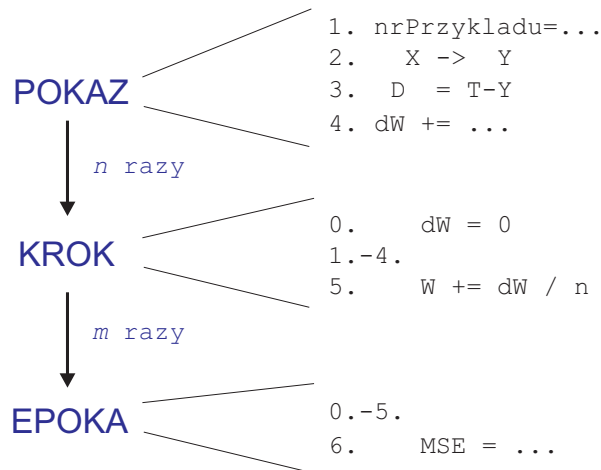 1. nrPrzykladu=...
2. X -> Y
POKAZ
3. D = T-Y
4. dW += ...
n razy
0. dW = 0
KROK
1.-4.
5. W += dW / n
m razy
EPOKA
0.-5.
6. MSE = ...